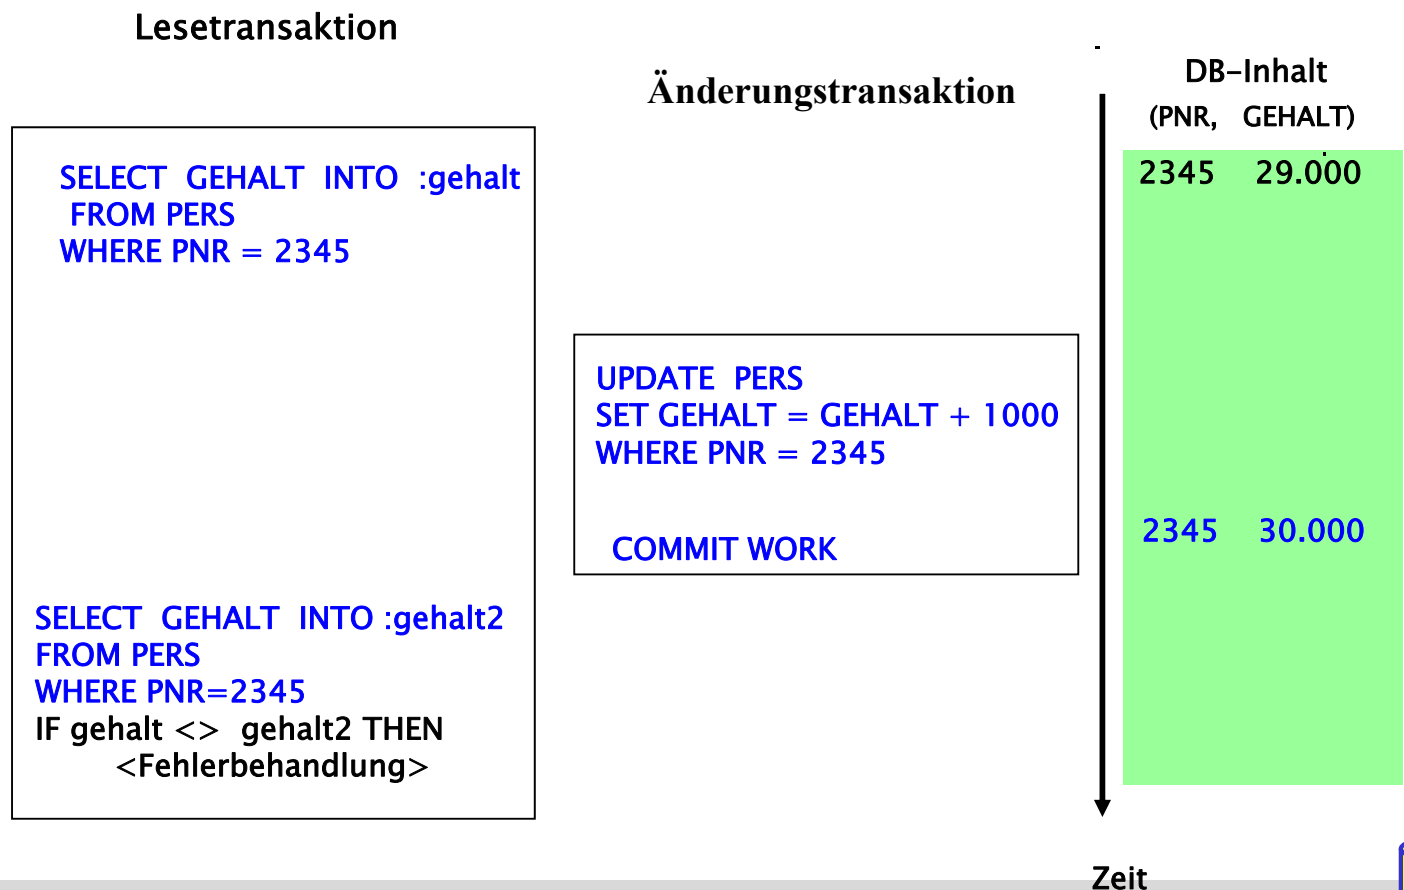 Lesetransaktion
Änderungstransaktion
DB-Inhalt
(PNR, GEHALT)
SELECT GEHALT INTO :gehalt
FROM PERS
WHERE PNR = 2345
2345 29.000
UPDATE PERS
SET GEHALT = GEHALT + 1000
WHERE PNR = 2345
COMMIT WORK
2345 30.000
SELECT GEHALT INTO :gehalt2
FROM PERS
WHERE PNR=2345
IF gehalt <> gehalt2 THEN
<Fehlerbehandlung>
Zeit